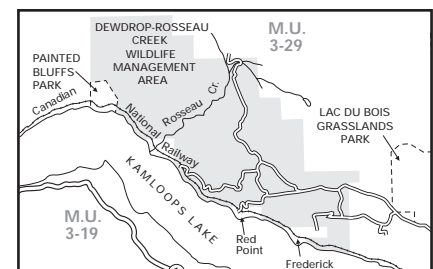 DEWDROP-ROSSEAU
CREEK
WILDLIFE
MANAGEMENT
AREA
M.U.
3-29
PAINTED
BLUFFS
PARK
Canadian
National
Railway
Rosseau Cr.
LAC DU BOIS
GRASSLANDS
PARK
KAMLOOPS LAKE
M.U.
3-19
Red
Point
Frederick